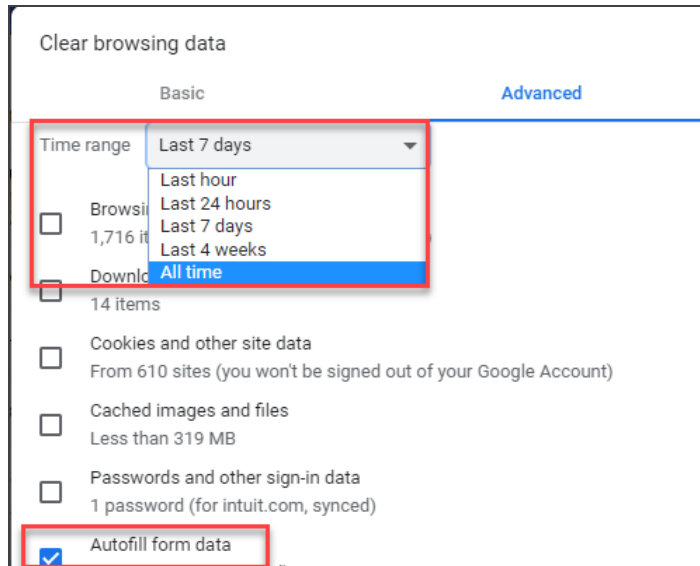 Clear browsing data
Basic Advanced
Time range Last 7 days
Last hour
Last 24 hours
Last 7 days
Last 4 weeks
All time
14 items
Cookies and other site data
From 610 sites (you won't be signed out of your Google Account)
Cached images and files
Less than 319 MB
Passwords and other sign-in data
1 password (for intuit.com, synced)
Autofill form data